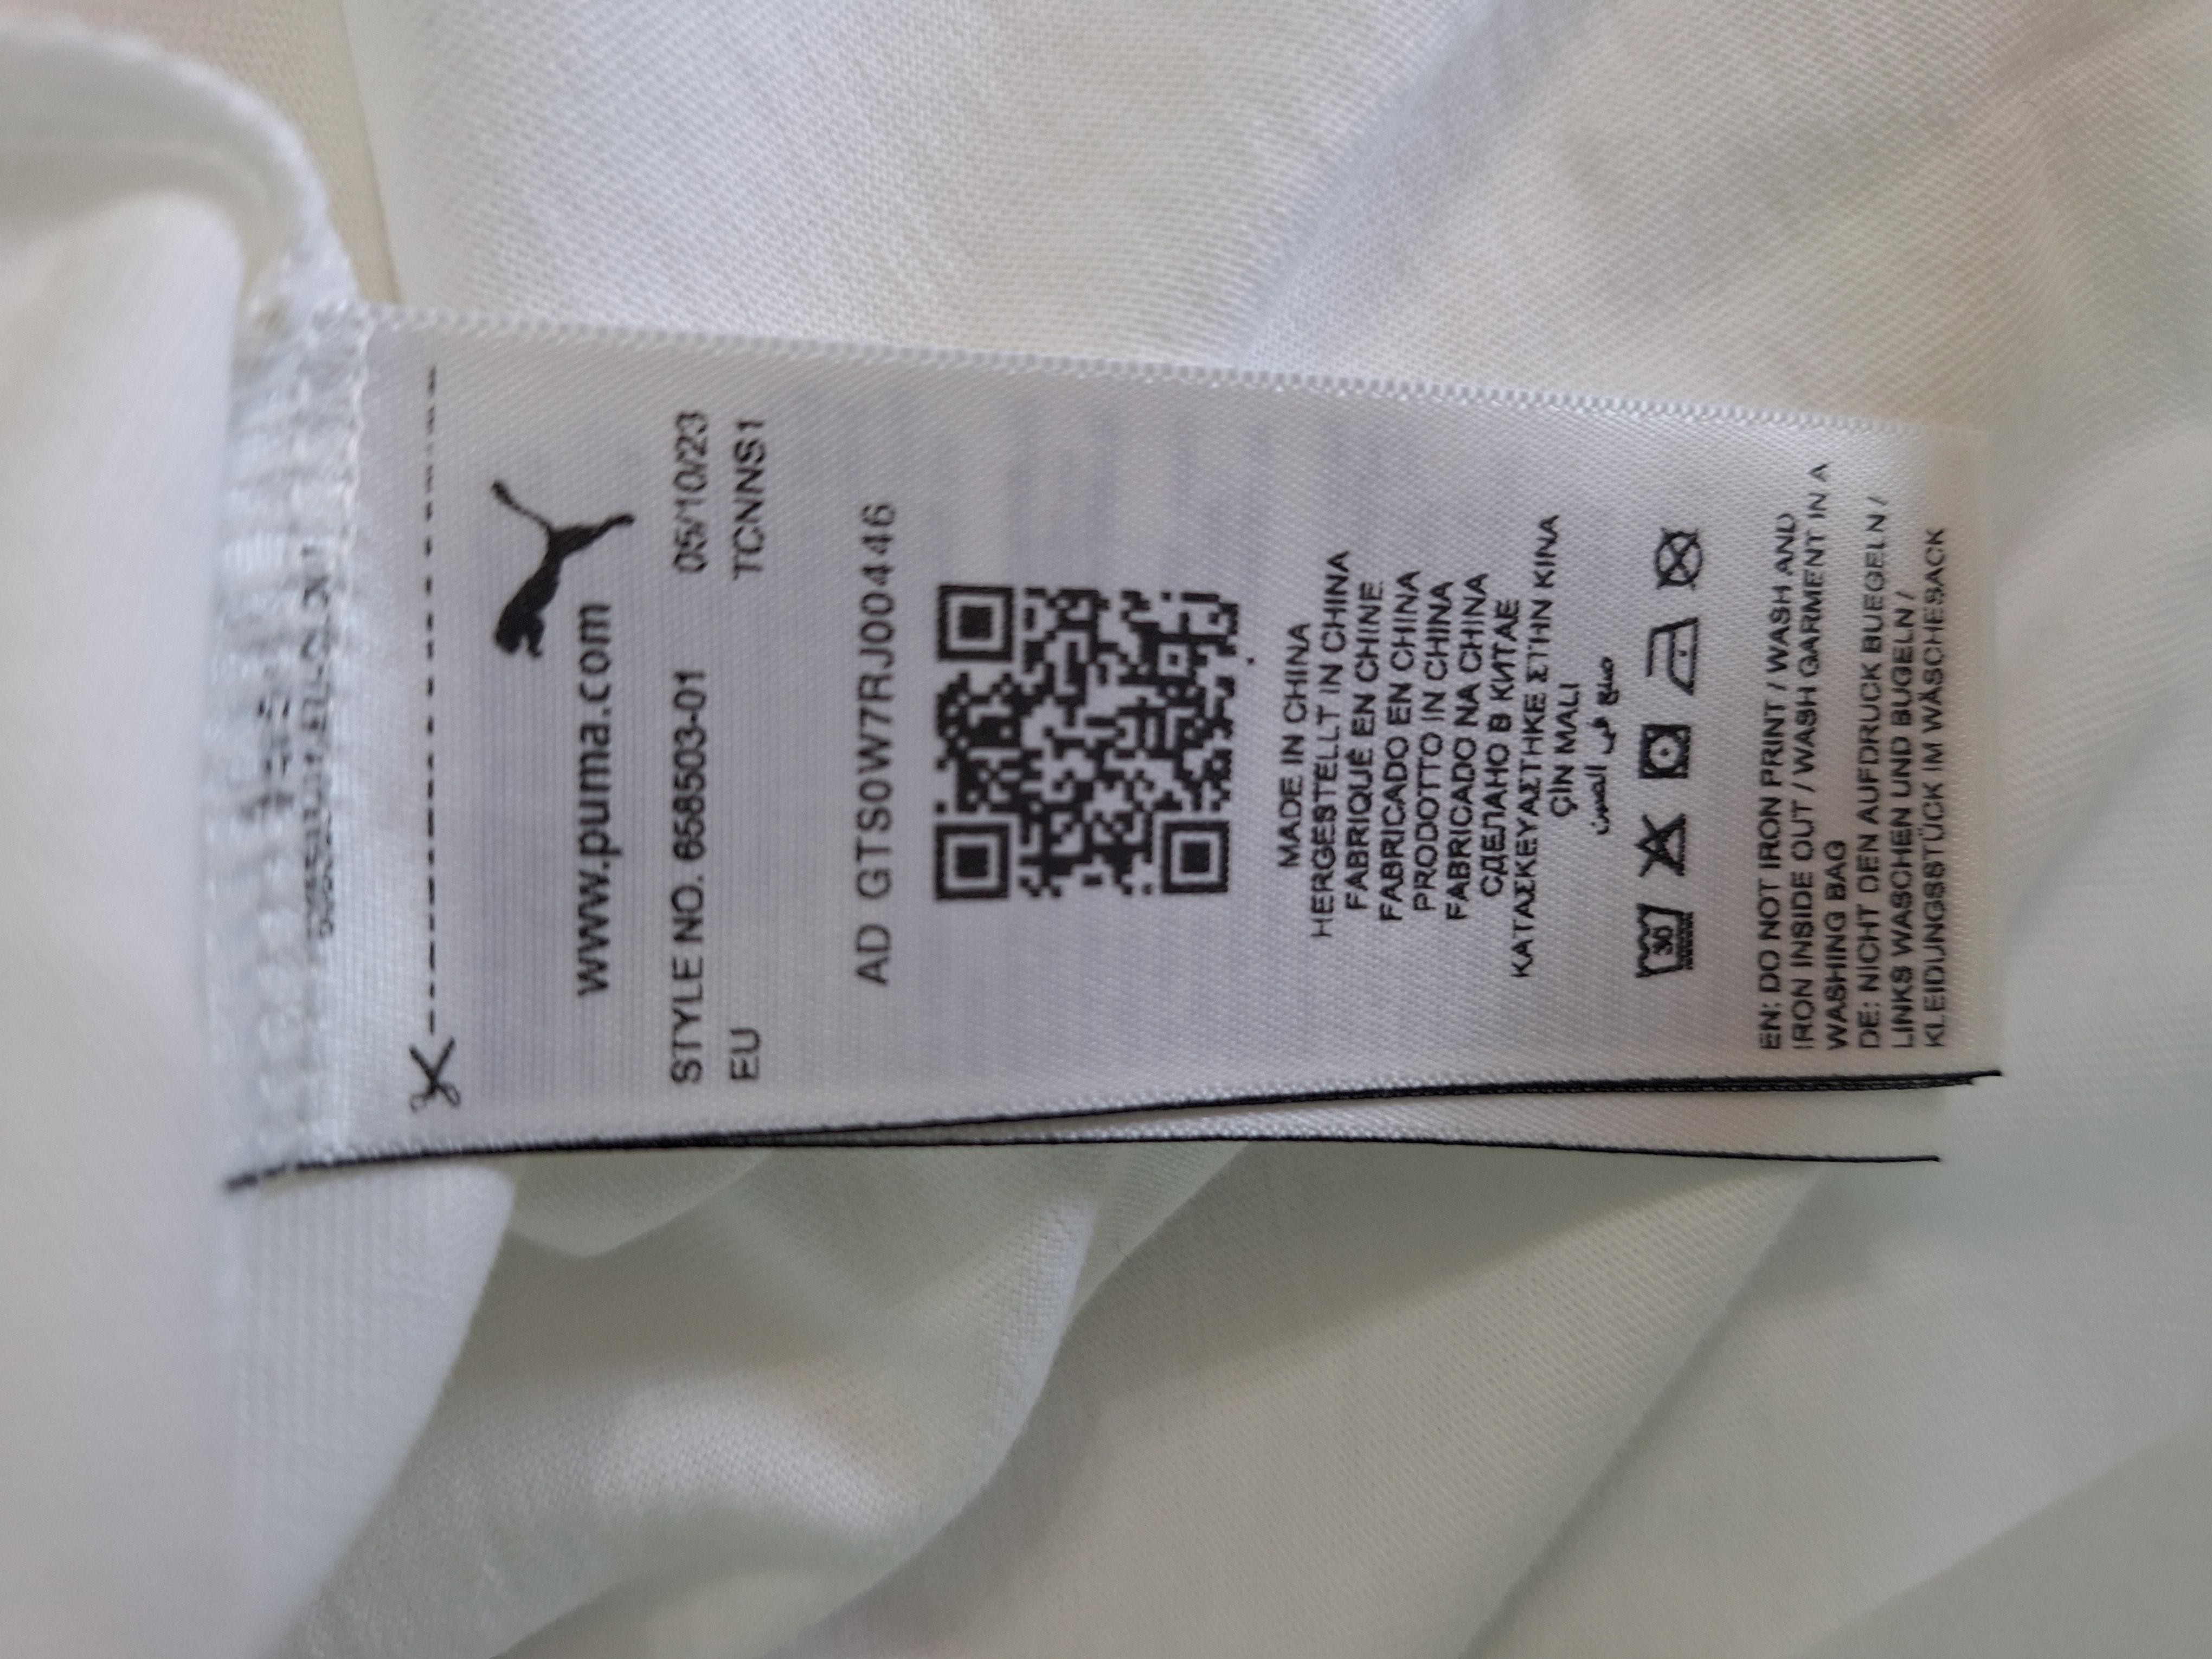 www.puma.com
STYLE NO. 658503-01 05/10/23
EU TCNNS1
AD GTS0W7RJ00446
MADE IN CHINA
HERGESTELLT IN CHINA
FABRIQUÉ EN CHINE
FABRICADO EN CHINA
PRODOTTO IN CHINA
FABRICADO NA CHINA
СДЕЛАНО В КИТАЕ
ΚΑΤΑΣΚΕΥΑΣΤΗΚΕ ΣΤΗΝ ΚΙΝΑ
ÇİN MALI
صنع في الصين
30
EN: DO NOT IRON PRINT / WASH AND
IRON INSIDE OUT / WASH GARMENT IN A
WASHING BAG
DE: NICHT DEN AUFDRUCK BUEGELN /
LINKS WASCHEN UND BUGELN /
KLEIDUNGSSTÜCK IM WÄSCHESACK